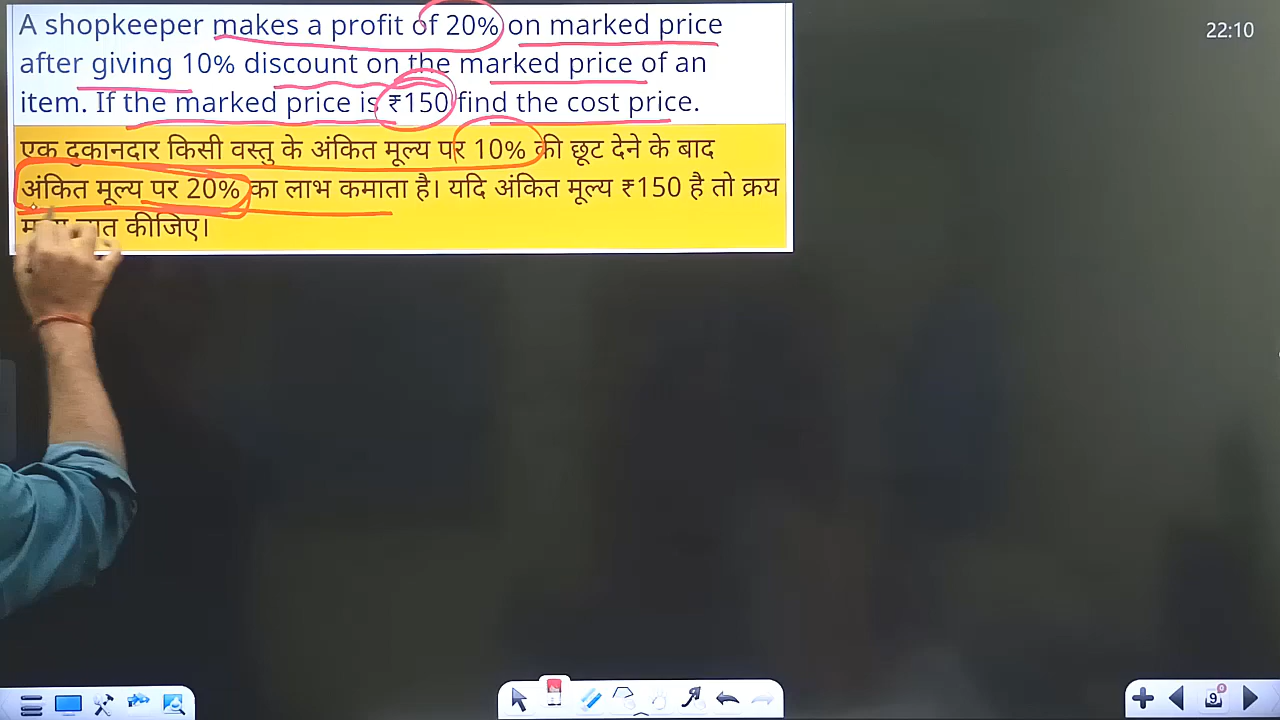 A shopkeeper makes a profit of 20% on marked price
after giving 10% discount on the marked price of an
item. If the marked price is ₹150 find the cost price.
एक दुकानदार किसी वस्तु के अंकित मूल्य पर 10% की छूट देने के बाद
अंकित मूल्य पर 20% का लाभ कमाता है। यदि अंकित मूल्य ₹150 है तो क्रय
कीजिए।
22:10
9
0